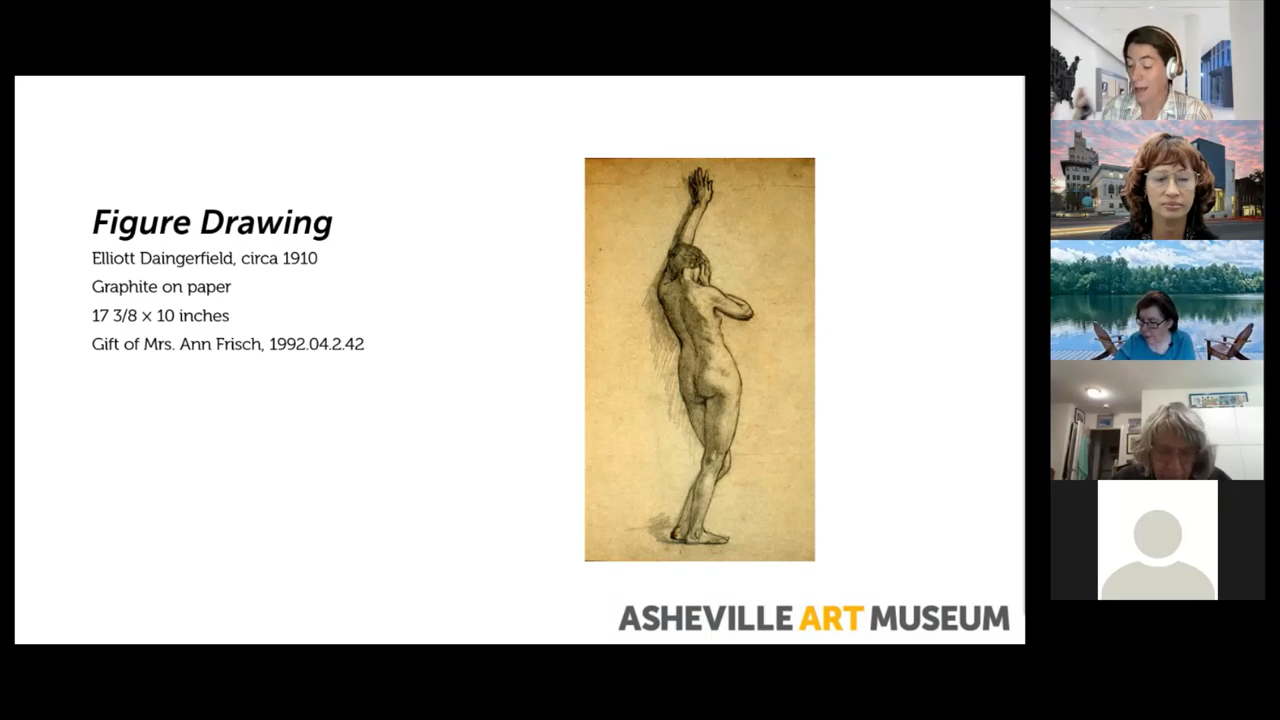 Figure Drawing
Elliott Daingerfield, circa 1910
Graphite on paper
17 3/8 × 10 inches
Gift of Mrs. Ann Frisch, 1992.04.2.42
ASHEVILLE ART MUSEUM